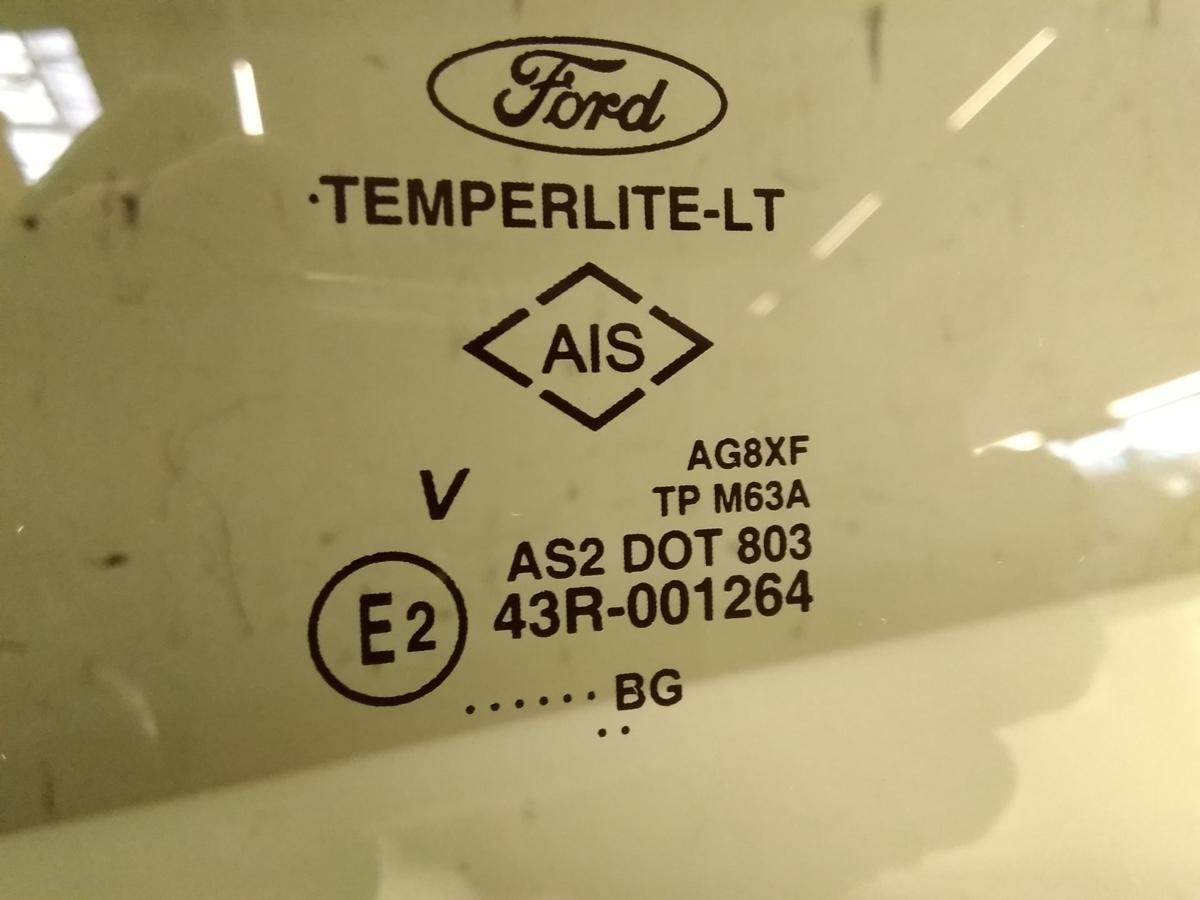 Ford
·TEMPERLITE-LT
AIS
AG8XF
V
TP M63A
AS2 DOT 803
E2
43R-001264
......BG
..